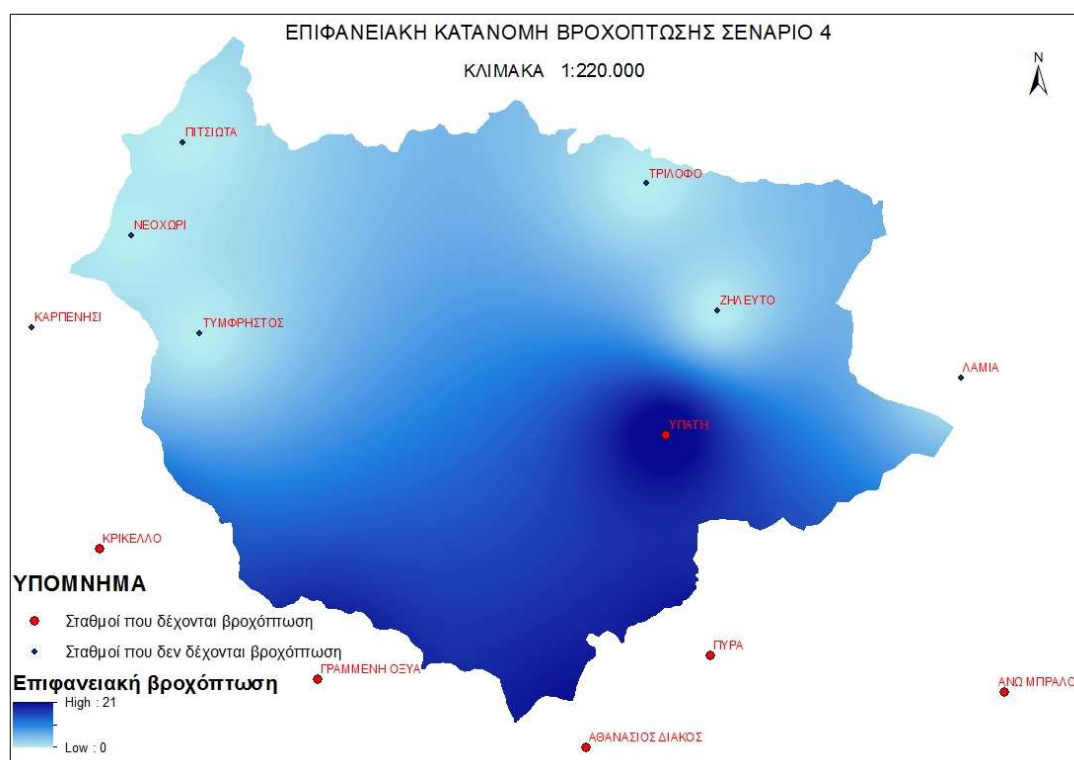 ΕΠΙΦΑΝΕΙΑΚΗ ΚΑΤΑΝΟΜΗ ΒΡΟΧΟΠΤΩΣΗΣ ΣΕΝΑΡΙΟ 4
ΚΛΙΜΑΚΑ 1:220.000
N
ΠΙΤΣΙΩΤΑ
ΤΡΙΛΟΦΟ
ΝΕΟΧΩΡΙ
ΖΗΛΕΥΤΟ
ΚΑΡΠΕΝΗΣΙ
ΤΥΜΦΡΗΣΤΟΣ
ΛΑΜΙΑ
ΥΠΑΤΗ
ΚΡΙΚΕΛΛΟ
ΥΠΟΜΝΗΜΑ
Σταθμοί που δέχονται βροχόπτωση
Σταθμοί που δεν δέχονται βροχόπτωση
ΠΥΡΑ
ΓΡΑΜΜΕΝΗ ΟΞΥΑ
ΑΝΩ ΜΠΡΑΛΟ
Επιφανειακή βροχόπτωση
High : 21
Low : 0
ΑΘΑΝΑΣΙΟΣ ΔΙΑΚΟΣ